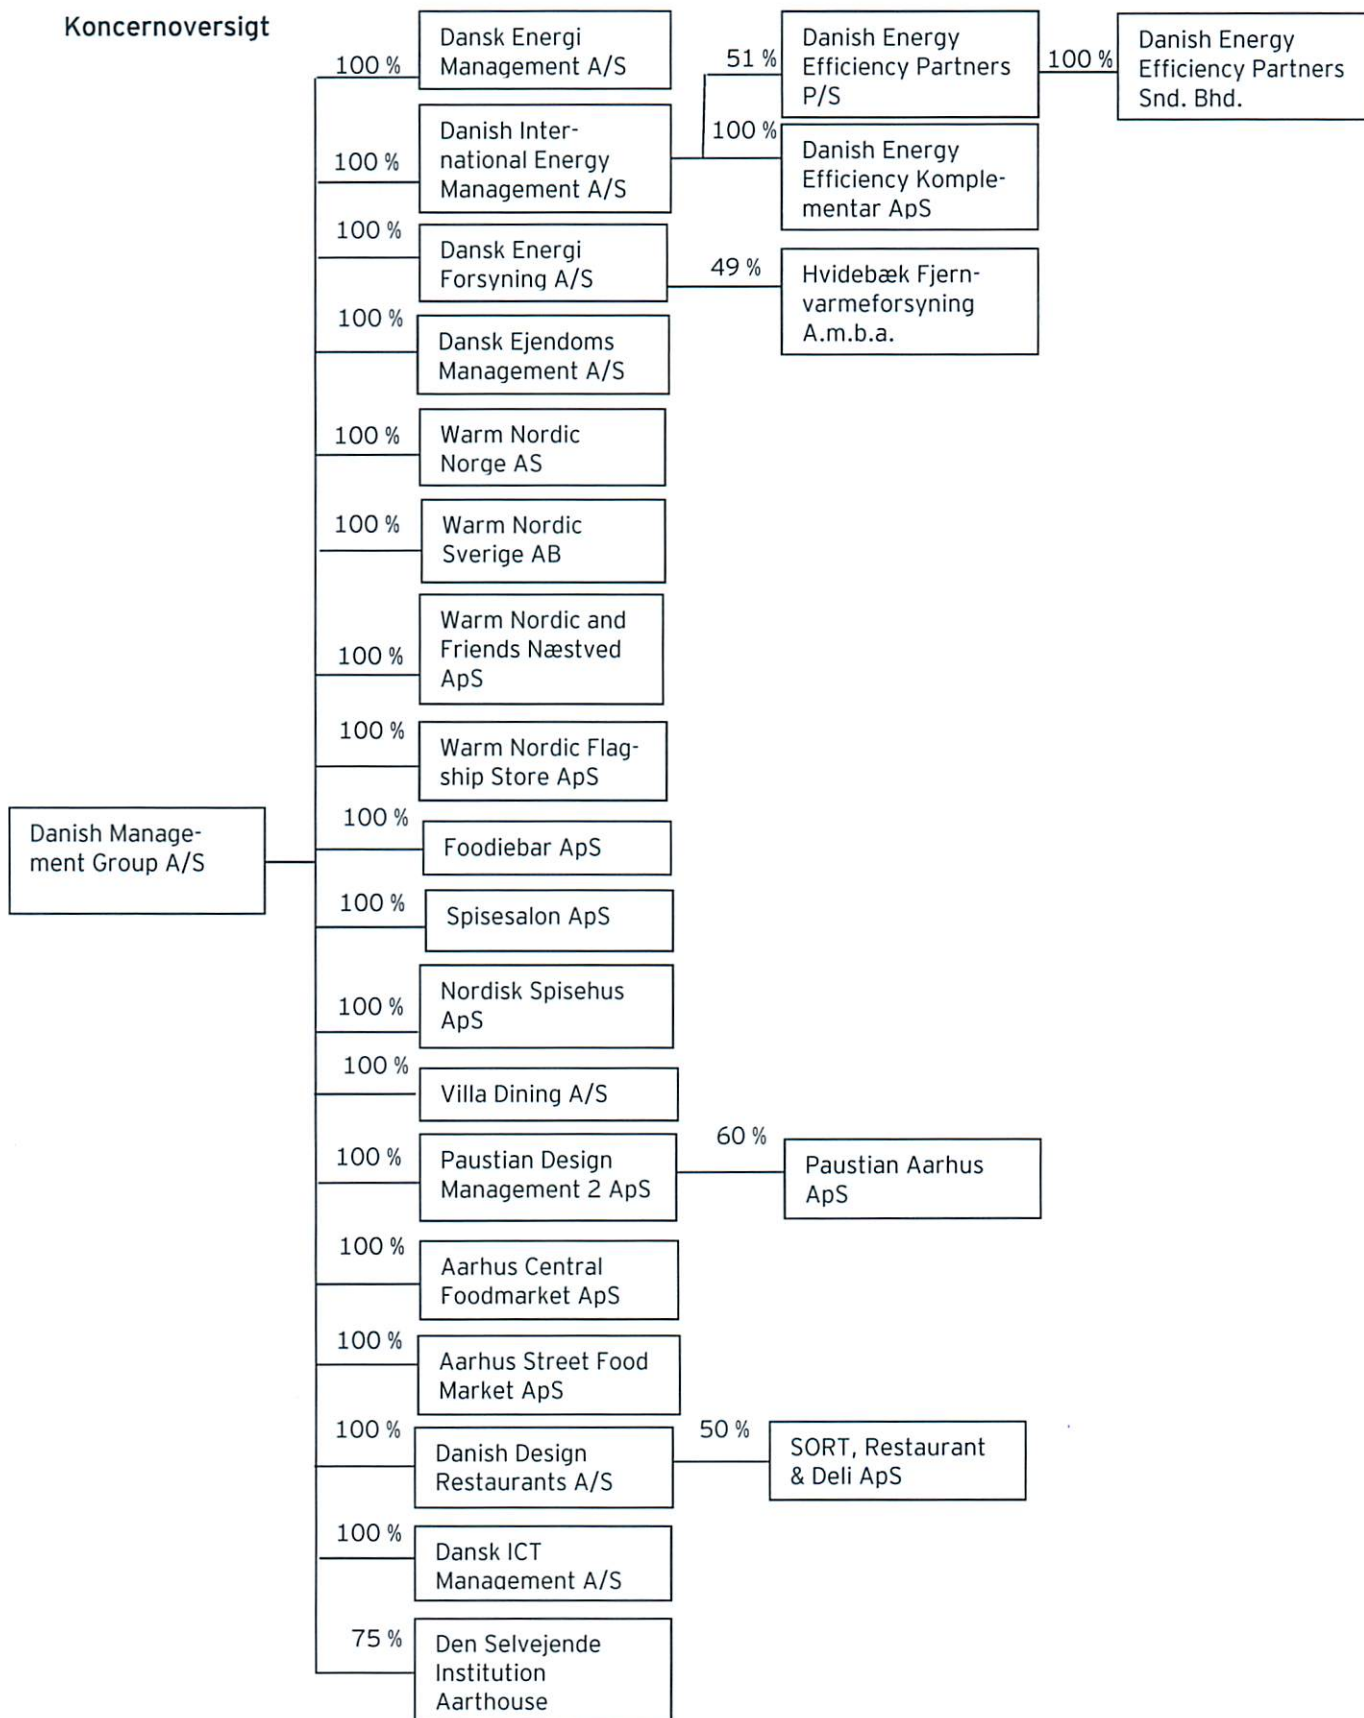 Koncernoversigt
100 %
Dansk Energi
Management A/S
51 %
Danish Energy
Efficiency Partners
P/S
100 %
Danish Energy
Efficiency Partners
Snd. Bhd.
100 %
Danish Inter-
national Energy
Management A/S
100 %
Danish Energy
Efficiency Komple-
mentar ApS
100 %
Dansk Energi
Forsyning A/S
49 %
Hvidebæk Fjern-
varmeforsyning
A.m.b.a.
100 %
Dansk Ejendoms
Management A/S
100 %
Warm Nordic
Norge AS
100 %
Warm Nordic
Sverige AB
100 %
Warm Nordic and
Friends Næstved
ApS
100 %
Warm Nordic Flag-
ship Store ApS
Danish Manage-
ment Group A/S
100 %
Foodiebar ApS
100 %
Spisesalon ApS
100 %
Nordisk Spisehus
ApS
100 %
Villa Dining A/S
100 %
Paustian Design
Management 2 ApS
60 %
Paustian Aarhus
ApS
100 %
Aarhus Central
Foodmarket ApS
100 %
Aarhus Street Food
Market ApS
100 %
Danish Design
Restaurants A/S
50 %
SORT, Restaurant
& Deli ApS
100 %
Dansk ICT
Management A/S
75 %
Den Selvejende
Institution
Aarthouse